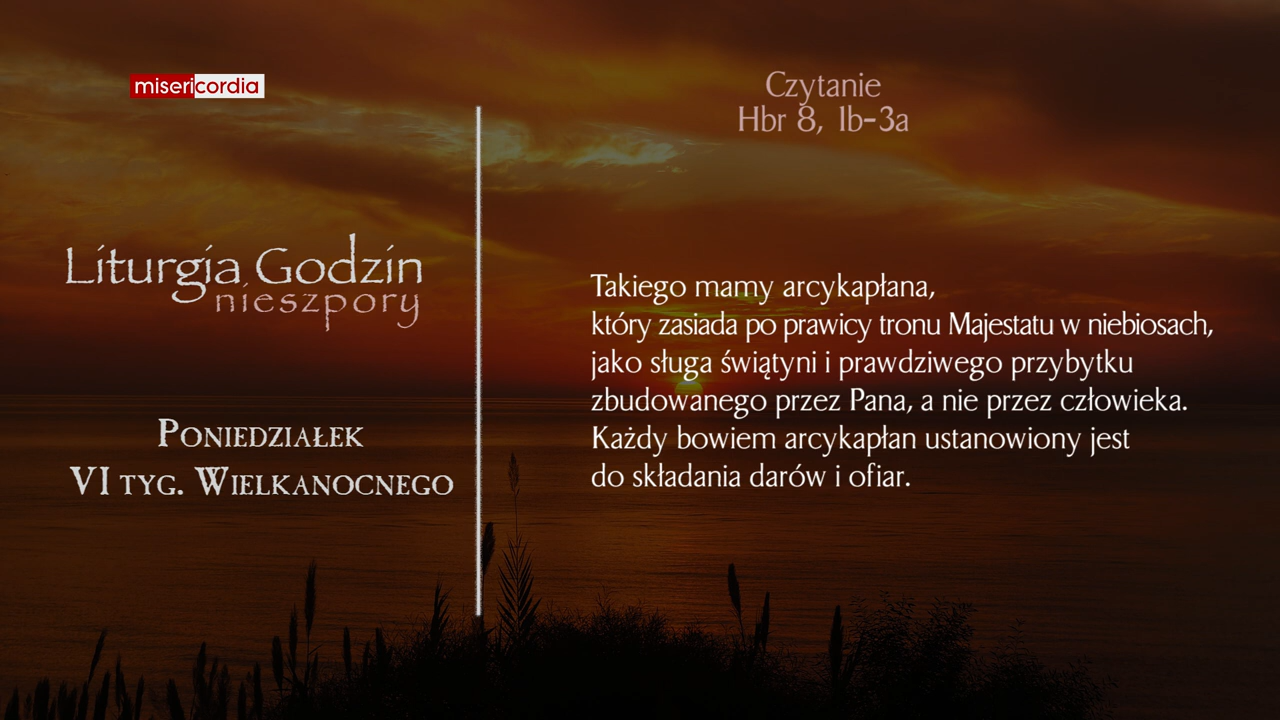 misericordia
Liturgia Godzin
nieszpory
Poniedziałek
VI tyg. Wielkanocnego
Czytanie
Hbr 8, 1b-3a
Takiego mamy arcykapłana,
który zasiada po prawicy tronu Majestatu w niebiosach,
jako sługa świątyni i prawdziwego przybytku
zbudowanego przez Pana, a nie przez człowieka.
Każdy bowiem arcykapłan ustanowiony jest
do składania darów i ofiar.